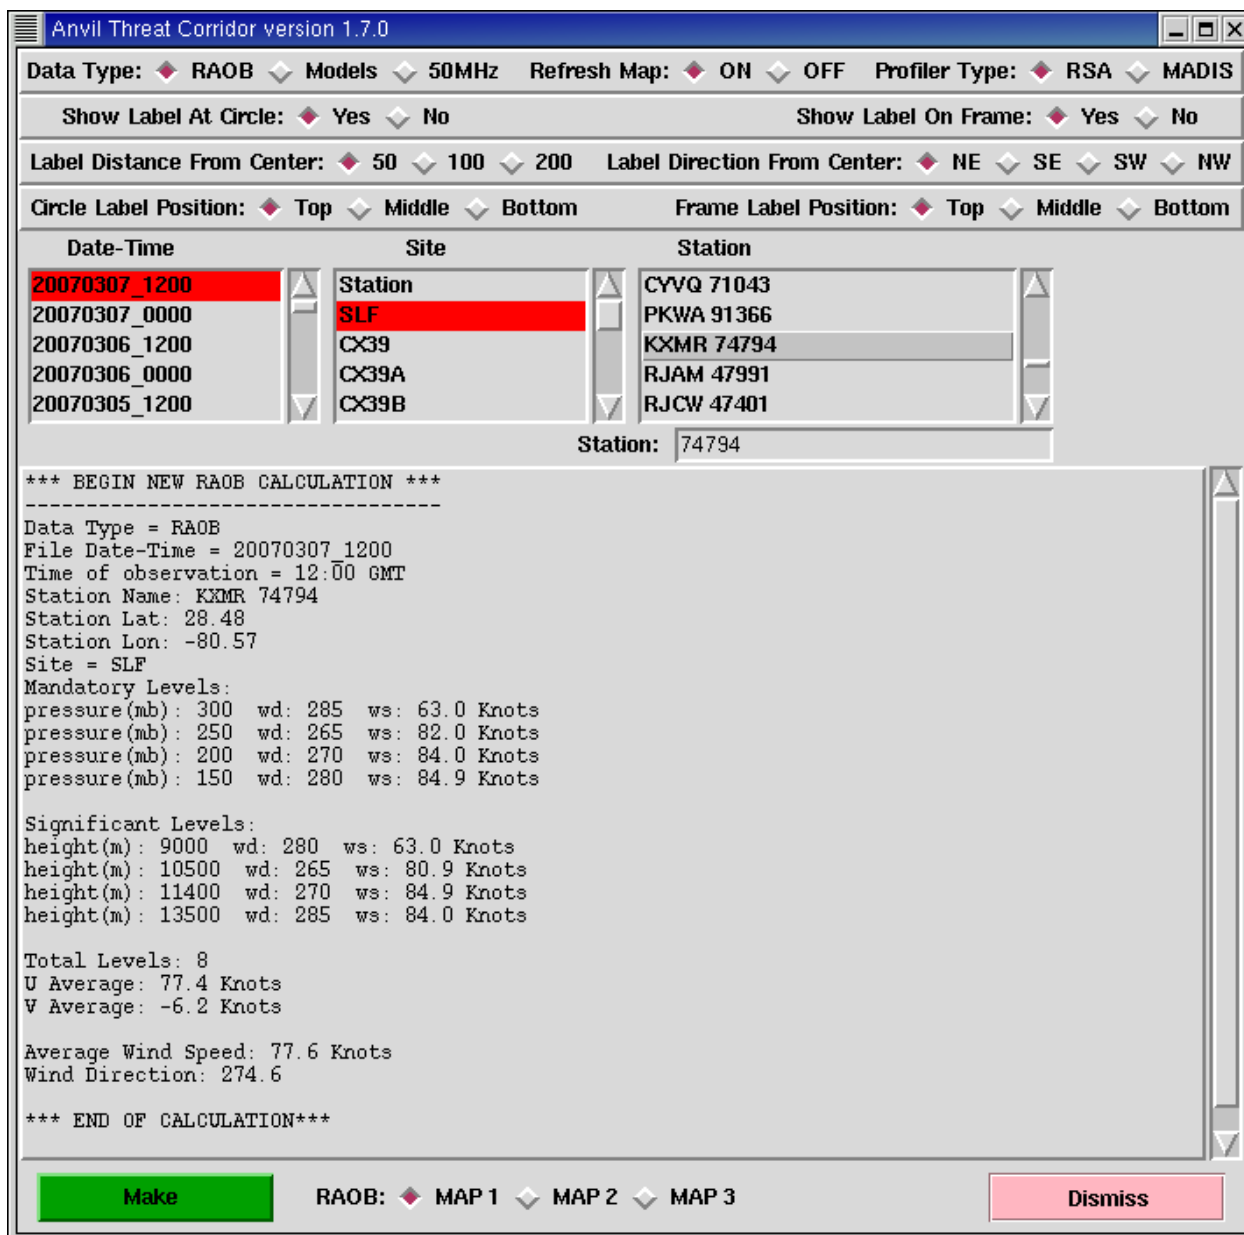 Anvil Threat Corridor version 1.7.0
Data Type: RAOB Models 50MHz Refresh Map: ON OFF Profiler Type: RSA MADIS
Show Label At Circle: Yes No Show Label On Frame: Yes No
Label Distance From Center: 50 100 200 Label Direction From Center: NE SE SW NW
Circle Label Position: Top Middle Bottom Frame Label Position: Top Middle Bottom
Date-Time Site Station
20070307_1200 Station CYVQ 71043
20070307_0000 SLF PKWA 91366
20070306_1200 CX39 KXMR 74794
20070306_0000 CX39A RJAM 47991
20070305_1200 CX39B RJCW 47401
Station: 74794
*** BEGIN NEW RAOB CALCULATION ***
----------------------------------
Data Type = RAOB
File Date-Time = 20070307_1200
Time of observation = 12:00 GMT
Station Name: KXMR 74794
Station Lat: 28.48
Station Lon: -80.57
Site = SLF
Mandatory Levels:
pressure(mb): 300 wd: 285 ws: 63.0 Knots
pressure(mb): 250 wd: 265 ws: 82.0 Knots
pressure(mb): 200 wd: 270 ws: 84.0 Knots
pressure(mb): 150 wd: 280 ws: 84.9 Knots
Significant Levels:
height(m): 9000 wd: 280 ws: 63.0 Knots
height(m): 10500 wd: 265 ws: 80.9 Knots
height(m): 11400 wd: 270 ws: 84.9 Knots
height(m): 13500 wd: 285 ws: 84.0 Knots
Total Levels: 8
U Average: 77.4 Knots
V Average: -6.2 Knots
Average Wind Speed: 77.6 Knots
Wind Direction: 274.6
*** END OF CALCULATION***
Make RAOB: MAP 1 MAP 2 MAP 3 Dismiss